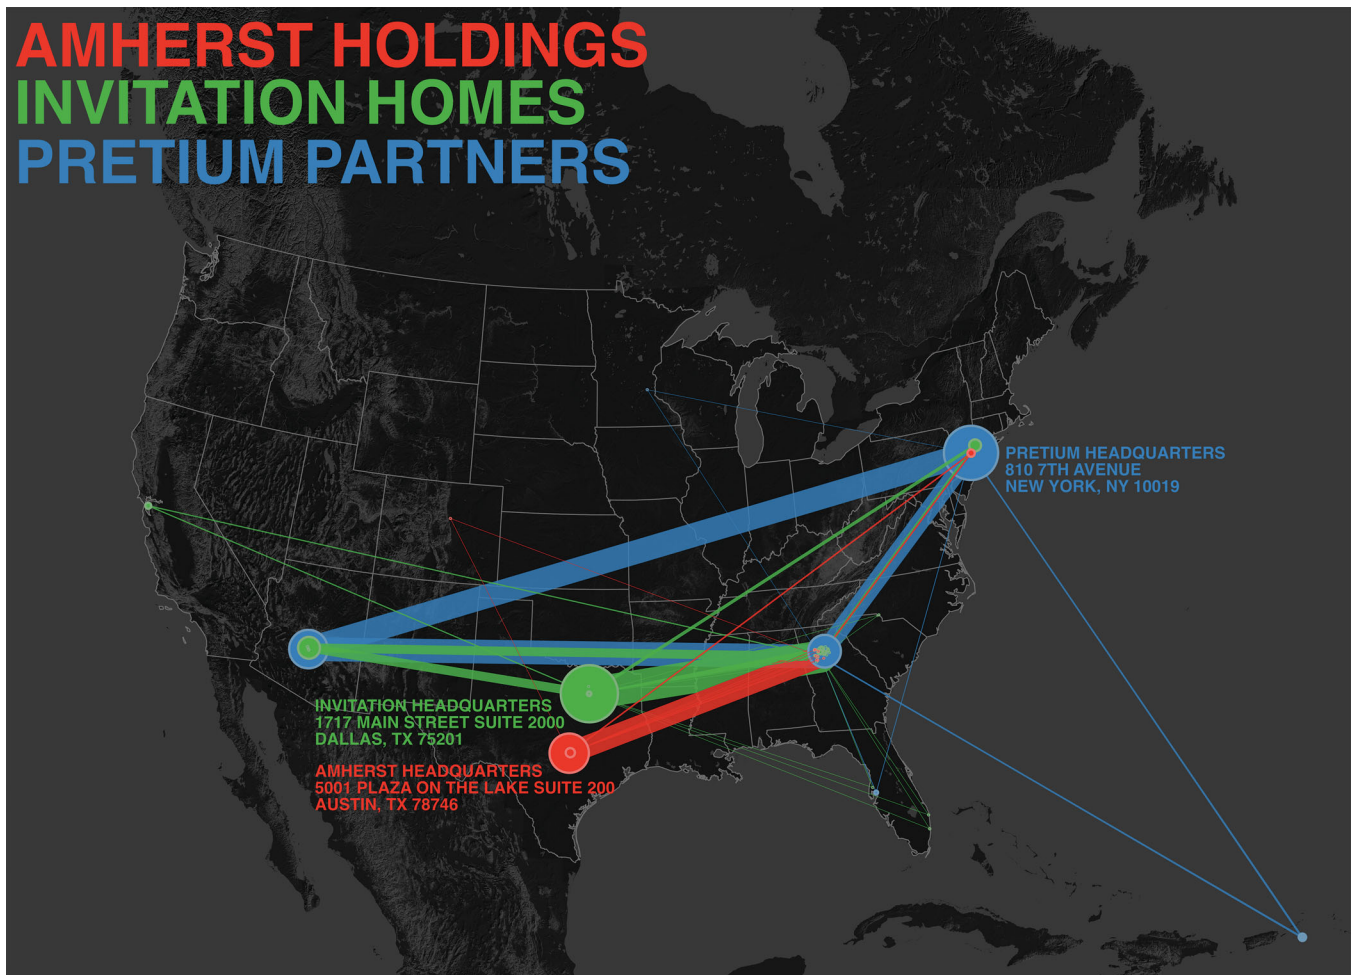 AMHERST HOLDINGS
INVITATION HOMES
PRETIUM PARTNERS
PRETIUM HEADQUARTERS
810 7TH AVENUE
NEW YORK, NY 10019
INVITATION HEADQUARTERS
1717 MAIN STREET SUITE 2000
DALLAS, TX 75201
AMHERST HEADQUARTERS
5001 PLAZA ON THE LAKE SUITE 200
AUSTIN, TX 78746